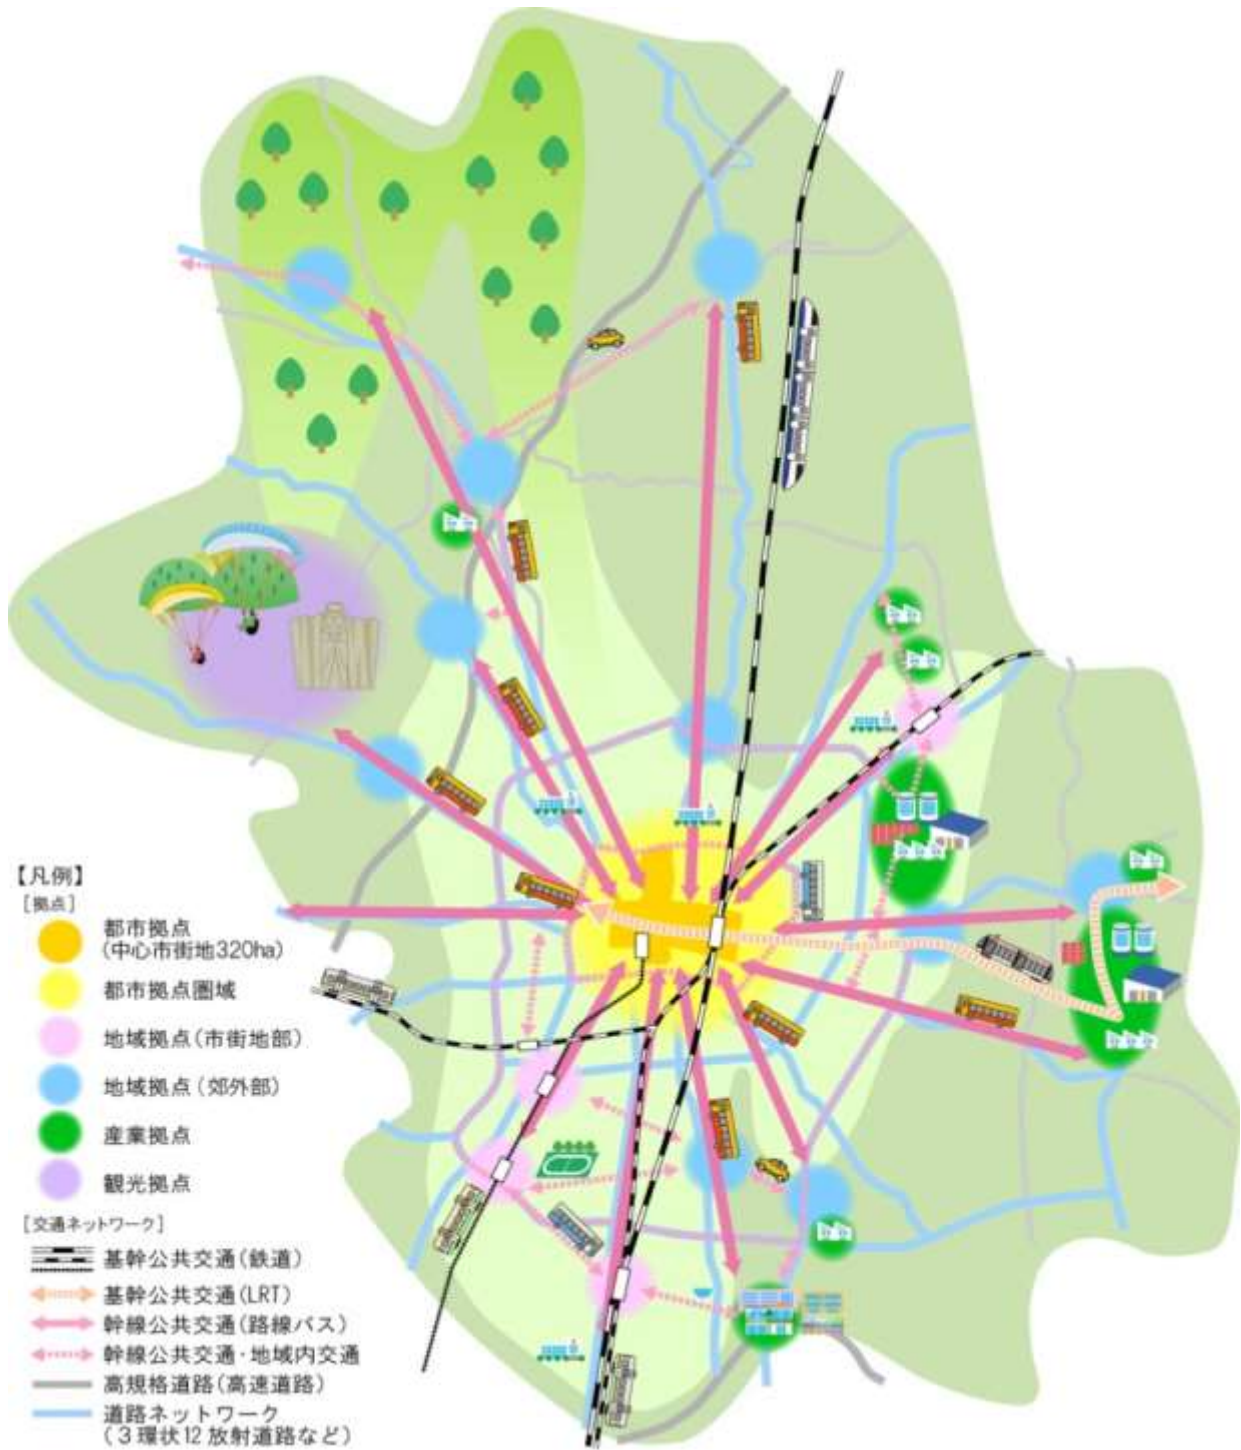 【凡例】
[拠点]
都市拠点
(中心市街地320ha)
都市拠点圏域
地域拠点(市街地部)
地域拠点(郊外部)
産業拠点
観光拠点
[交通ネットワーク]
基幹公共交通(鉄道)
基幹公共交通(LRT)
幹線公共交通(路線バス)
幹線公共交通・地域内交通
高規格道路(高速道路)
道路ネットワーク
(3環状12放射道路など)